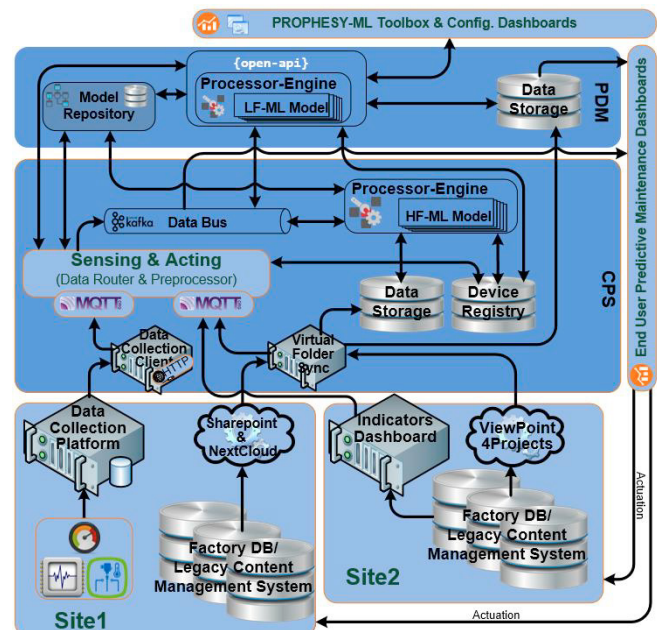 PROPHESY-ML Toolbox & Config. Dashboards
{open-api}
Processor-Engine
LF-ML Model
Model
Repository
Data
Storage
PDM
End User Predictive Maintenance Dashboards
Processor-Engine
HF-ML Model
kafka
Data Bus
Sensing & Acting
(Data Router & Preprocessor)
MQTT
MQTT
CPS
Data
Storage
Device
Registry
Data
Collection
Client
HTTP
Virtual
Folder
Sync
Data
Collection
Platform
Sharepoint
&
NextCloud
Indicators
Dashboard
ViewPoint
4Projects
Factory DB/
Legacy Content
Management System
Site1
Factory DB/
Legacy Content
Management System
Site2
Actuation
Actuation